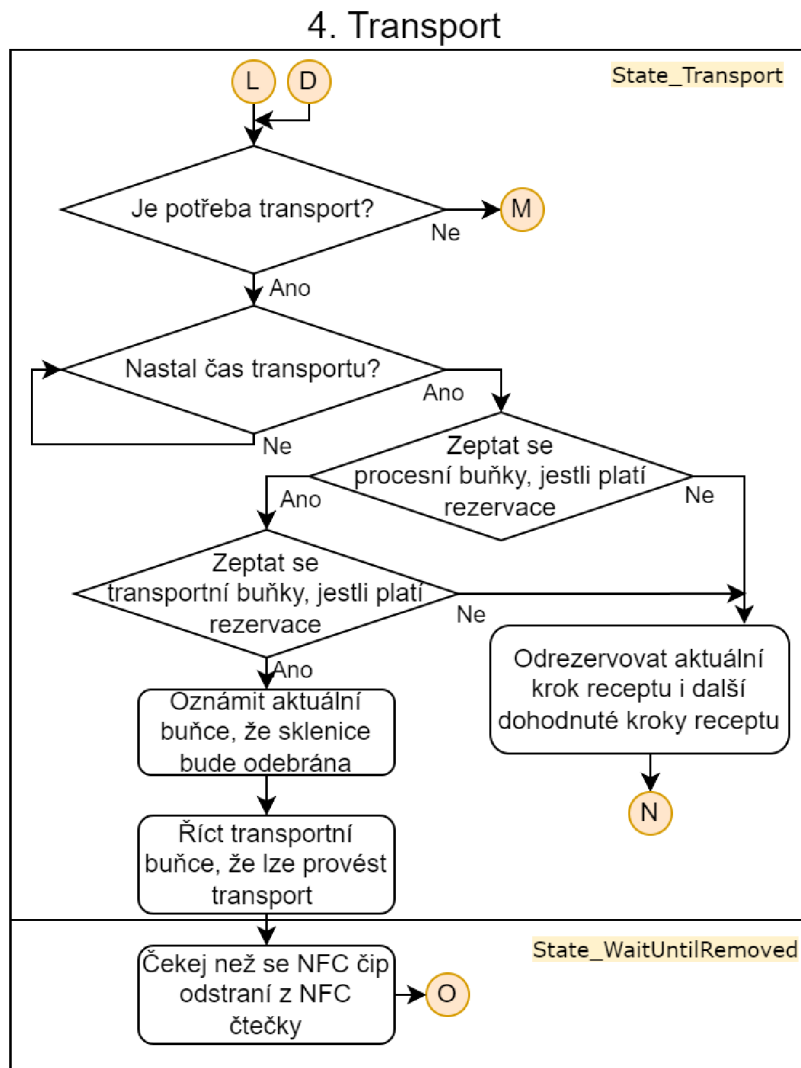 4. Transport
L
D
State_Transport
Je potřeba transport?
M
Ne
Ano
Nastal čas transportu?
Ano
Ne
Zeptat se
procesní buňky, jestli platí
rezervace
Ano
Ne
Zeptat se
transportní buňky, jestli platí
rezervace
Ne
Ano
Odrezervovat aktuální
krok receptu i další
dohodnuté kroky receptu
Oznámit aktuální
buňce, že sklenice
bude odebrána
N
Říct transportní
buňce, že lze provést
transport
State_WaitUntilRemoved
Čekej než se NFC čip
odstraní z NFC
čtečky
O